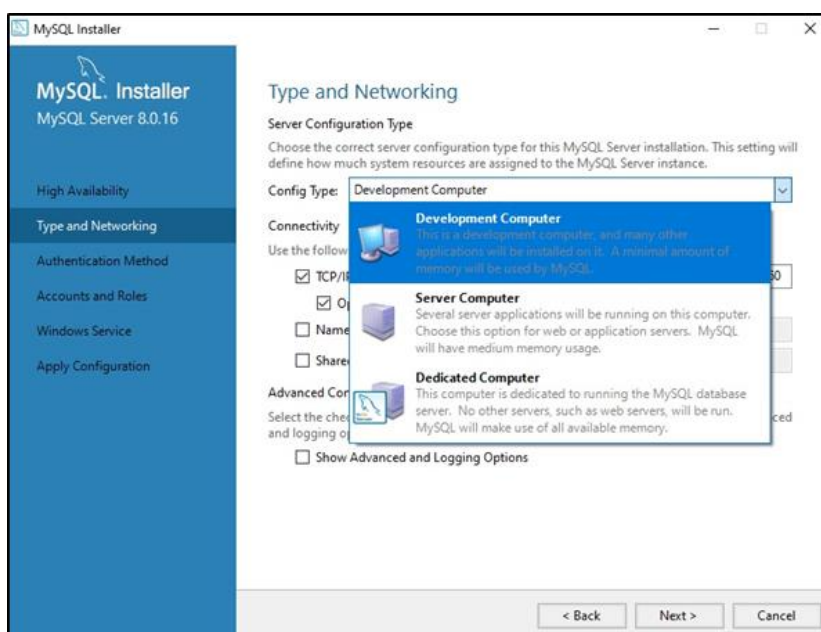 MySQL Installer
MySQL. Installer
MySQL Server 8.0.16
High Availability
Type and Networking
Authentication Method
Accounts and Roles
Windows Service
Apply Configuration
Type and Networking
Server Configuration Type
Choose the correct server configuration type for this MySQL Server installation. This setting will
define how much system resources are assigned to the MySQL Server instance.
Config Type: Development Computer
Development Computer
This is a development computer, and many other
applications will be installed on it. A minimal amount of
memory will be used by MySQL.
Server Computer
Several server applications will be running on this computer.
Choose this option for web or application servers. MySQL
will have medium memory usage.
Dedicated Computer
This computer is dedicated to running the MySQL database
server. No other servers, such as web servers, will be run.
MySQL will make use of all available memory.
Connectivity
Use the follow
TCP/IP
Name
Share
Advanced Con
Select the che
and logging o
Show Advanced and Logging Options
< Back
Next >
Cancel